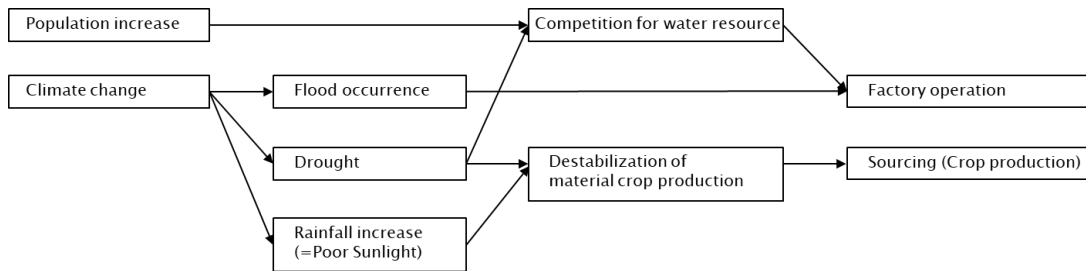 Population increase
Competition for water resource
Climate change
Flood occurrence
Factory operation
Drought
Destabilization of
material crop production
Sourcing (Crop production)
Rainfall increase
(=Poor Sunlight)